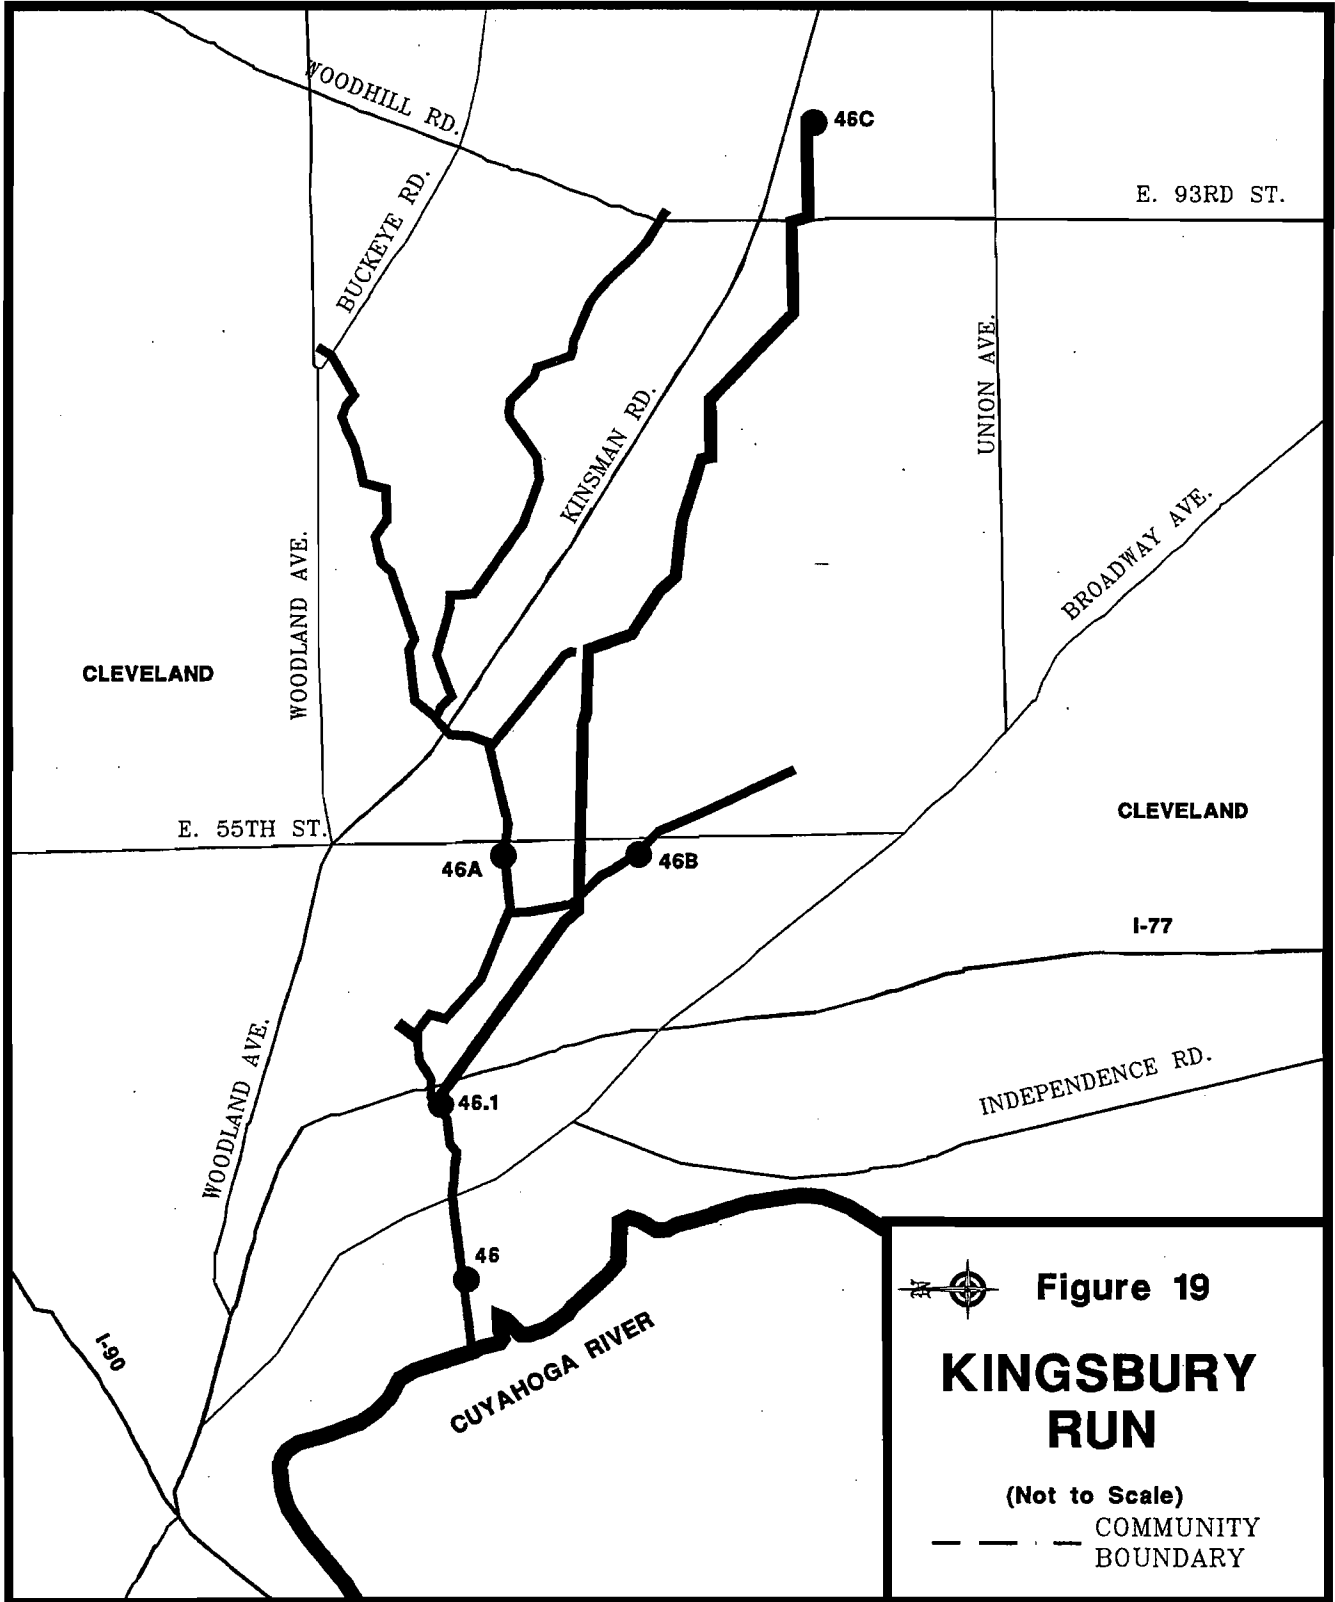 WOODHILL RD.
46C
E. 93RD ST.
BUCKEYE RD.
UNION AVE.
KINSMAN RD.
BROADWAY AVE.
WOODLAND AVE.
CLEVELAND
CLEVELAND
E. 55TH ST.
46A
46B
I-77
WOODLAND AVE.
46.1
INDEPENDENCE RD.
46
I-90
CUYAHOGA RIVER
N
Figure 19
KINGSBURY
RUN
(Not to Scale)
COMMUNITY
BOUNDARY